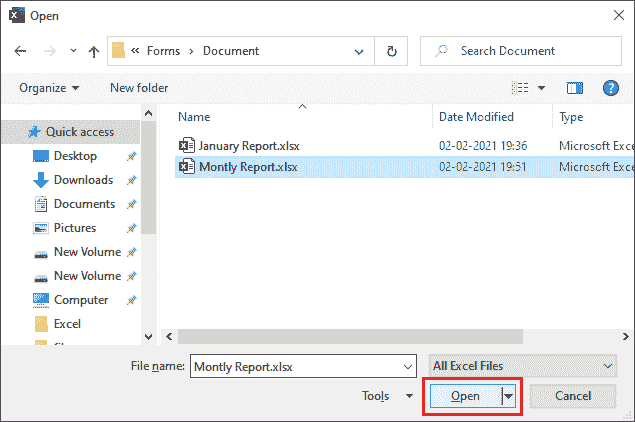 Open
« Forms > Document
Search Document
Organize
New folder
Name
Date Modified
Type
Quick access
Desktop
Downloads
Documents
Pictures
New Volume
New Volume
Computer
Excel
January Report.xlsx 02-02-2021 19:36 Microsoft Exce
Montly Report.xlsx 02-02-2021 19:51 Microsoft Exce
File name: Montly Report.xlsx
All Excel Files
Tools
Open
Cancel